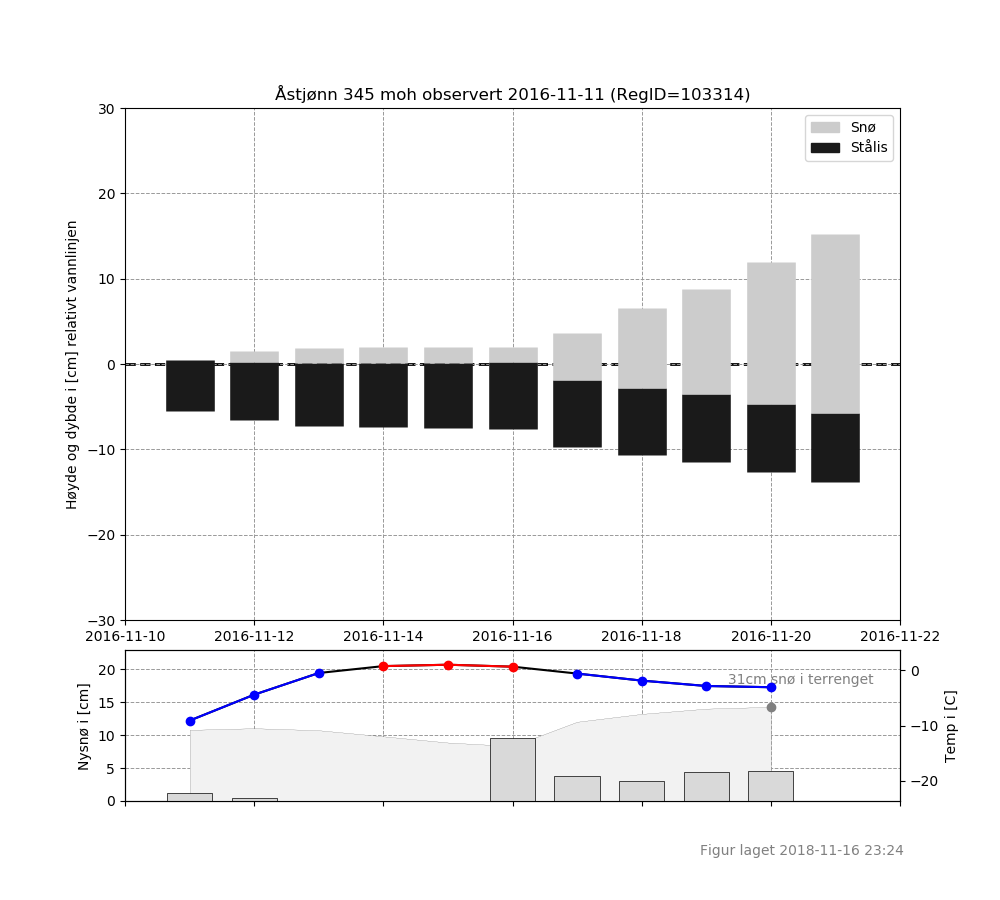 Åstjønn 345 moh observert 2016-11-11 (RegID=103314)
Høyde og dybde i [cm] relativt vannlinjen
30
20
10
0
−10
−20
−30
Snø
Stålis
2016-11-10 2016-11-12 2016-11-14 2016-11-16 2016-11-18 2016-11-20 2016-11-22
Nysnø i [cm]
20
15
10
5
0
31cm snø i terrenget
0
−10
−20
Temp i [C]
Figur laget 2018-11-16 23:24